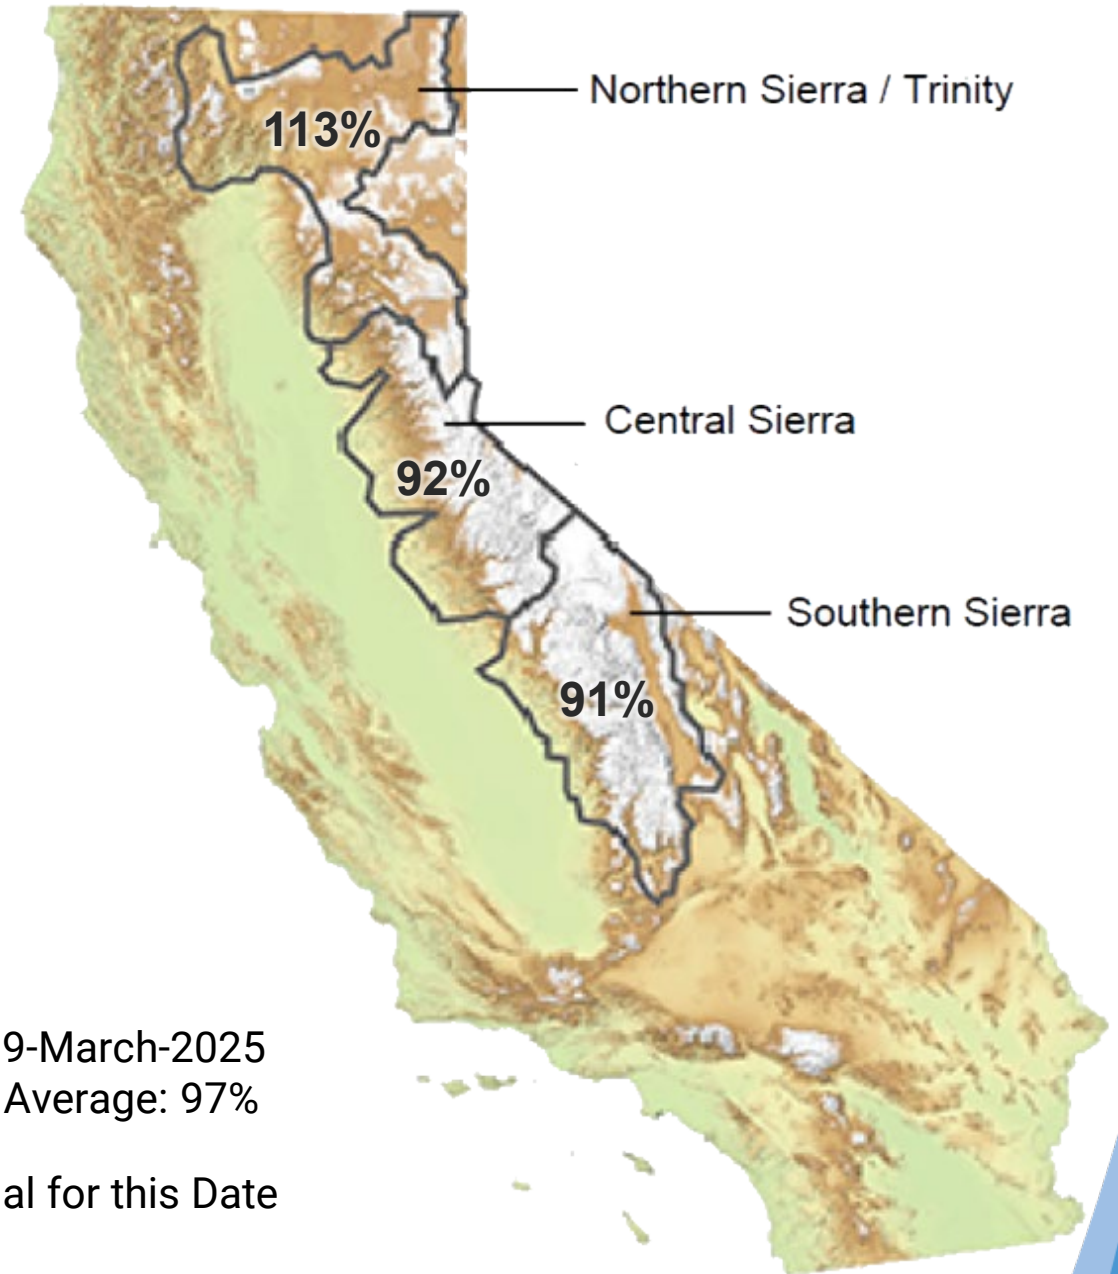 Northern Sierra / Trinity
113%
Central Sierra
92%
Southern Sierra
91%
9-March-2025
Average: 97%
al for this Date